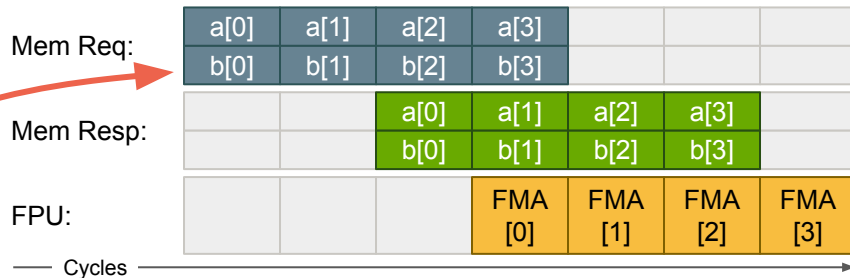 Mem Req:
a[0] a[1] a[2] a[3]
b[0] b[1] b[2] b[3]
Mem Resp:
a[0] a[1] a[2] a[3]
b[0] b[1] b[2] b[3]
FPU:
FMA FMA FMA FMA
[0] [1] [2] [3]
Cycles